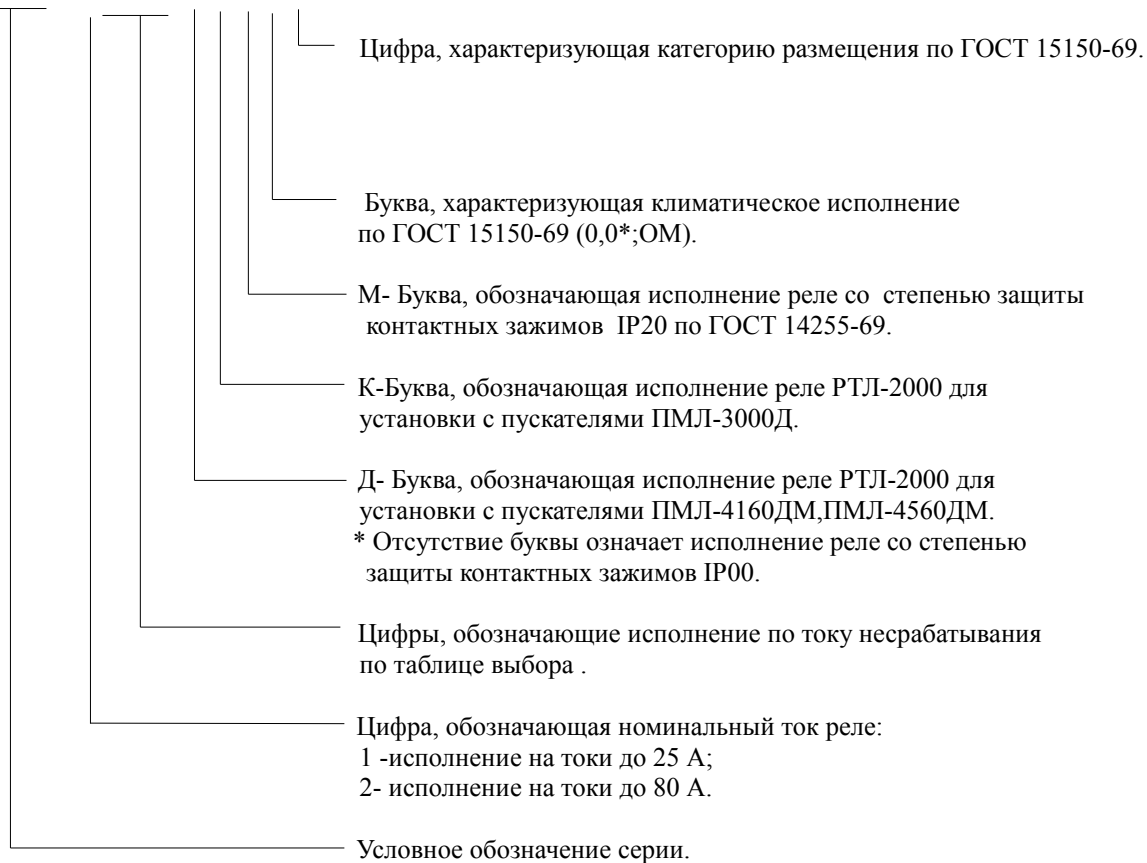 Цифра, характеризующая категорию размещения по ГОСТ 15150-69.
Буква, характеризующая климатическое исполнение
по ГОСТ 15150-69 (0,0*;ОМ).
М- Буква, обозначающая исполнение реле со степенью защиты
контактных зажимов IP20 по ГОСТ 14255-69.
К-Буква, обозначающая исполнение реле РТЛ-2000 для
установки с пускателями ПМЛ-3000Д.
Д- Буква, обозначающая исполнение реле РТЛ-2000 для
установки с пускателями ПМЛ-4160ДМ,ПМЛ-4560ДМ.
* Отсутствие буквы означает исполнение реле со степенью
защиты контактных зажимов IP00.
Цифры, обозначающие исполнение по току несрабатывания
по таблице выбора .
Цифра, обозначающая номинальный ток реле:
1 -исполнение на токи до 25 А;
2- исполнение на токи до 80 А.
Условное обозначение серии.